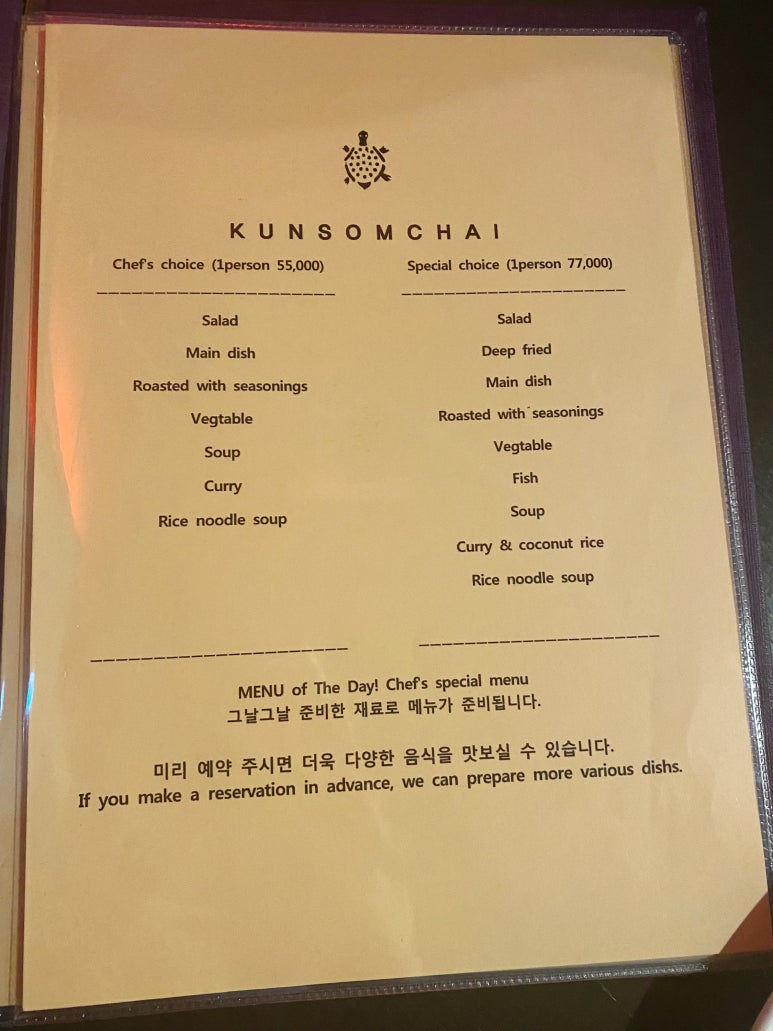 KUNSOMCHAI
Chef's choice (1person 55,000)
Salad
Main dish
Roasted with seasonings
Vegtable
Soup
Curry
Rice noodle soup
Special choice (1person 77,000)
Salad
Deep fried
Main dish
Roasted with seasonings
Vegtable
Fish
Soup
Curry & coconut rice
Rice noodle soup
MENU of The Day! Chef's special menu
그날그날 준비한 재료로 메뉴가 준비됩니다.
미리 예약 주시면 더욱 다양한 음식을 맛보실 수 있습니다.
If you make a reservation in advance, we can prepare more various dishs.